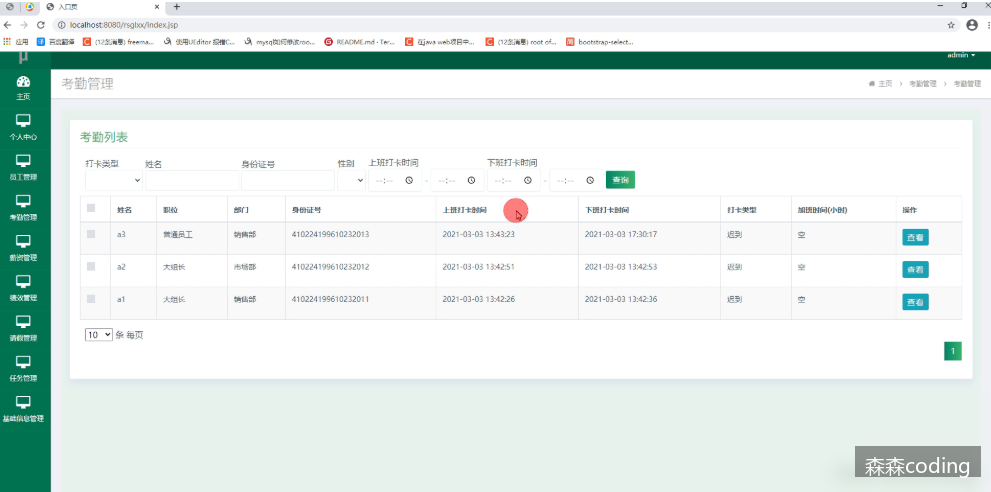 入口页
localhost:8080/rsglxx/index.jsp
应用 百度翻译 (12条消息) freema... 使用UEditor 报错C... mysql如何修改roo... README.md · Ter... 在java web项目中... (12条消息) root of... bootstrap-select...
admin
主页
个人中心
员工管理
考勤管理
薪资管理
绩效管理
请假管理
任务管理
基础信息管理
考勤管理
主页 > 考勤管理 > 考勤管理
考勤列表
打卡类型 姓名 身份证号 性别 上班打卡时间 下班打卡时间
--:-- - --:-- --:-- - --:-- 查询
姓名 职位 部门 身份证号 上班打卡时间 下班打卡时间 打卡类型 加班时间(小时) 操作
a3 普通员工 销售部 410224199610232013 2021-03-03 13:43:23 2021-03-03 17:30:17 迟到 空 查看
a2 大组长 市场部 410224199610232012 2021-03-03 13:42:51 2021-03-03 13:42:53 迟到 空 查看
a1 大组长 销售部 410224199610232011 2021-03-03 13:42:26 2021-03-03 13:42:36 迟到 空 查看
10 条 每页
1
森森coding